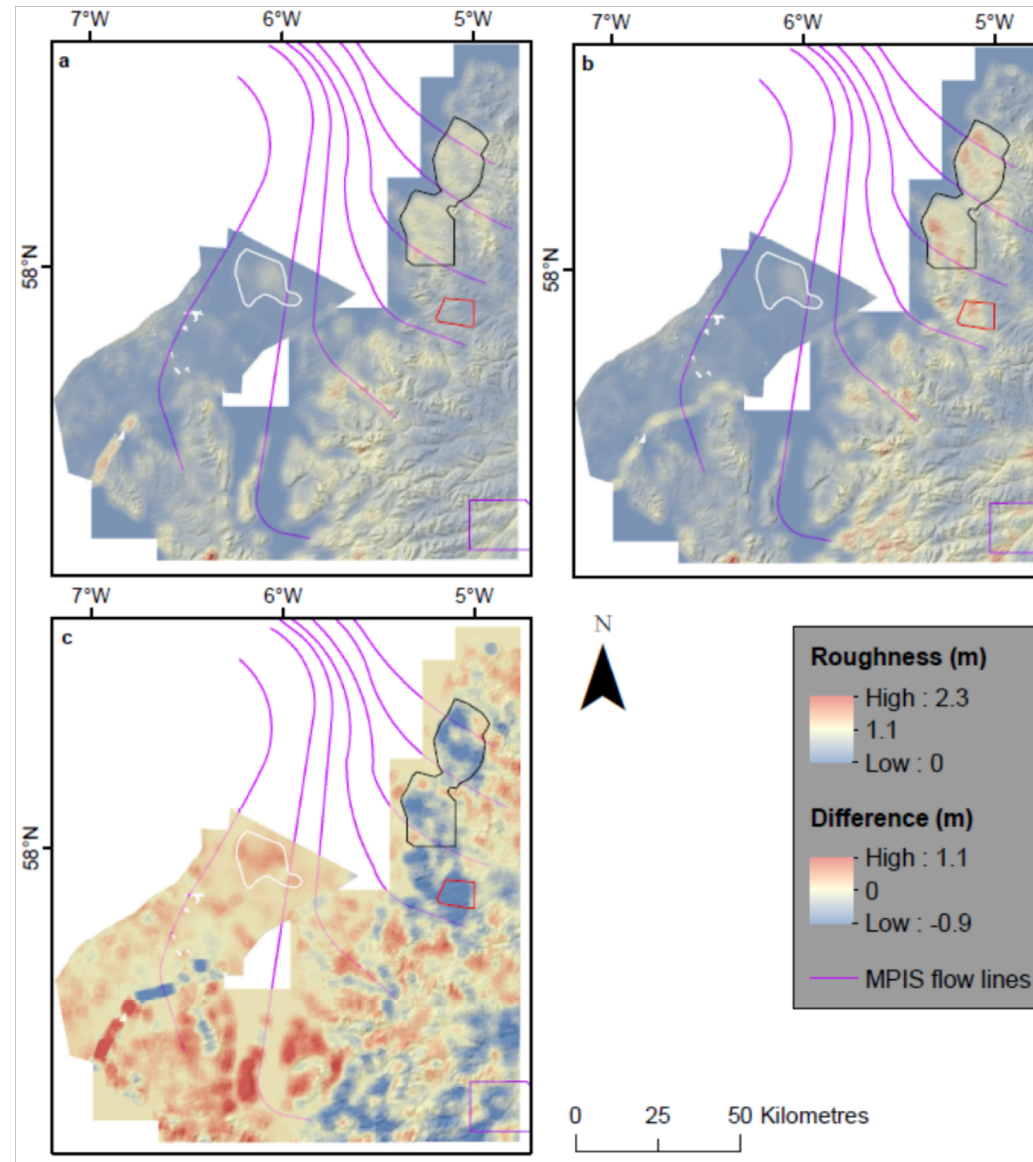 7°W 6°W 5°W
7°W 6°W 5°W
a
b
58°N
58°N
7°W 6°W 5°W
c
58°N
N
Roughness (m)
High : 2.3
1.1
Low : 0
Difference (m)
High : 1.1
0
Low : -0.9
MPIS flow lines
0 25 50 Kilometres